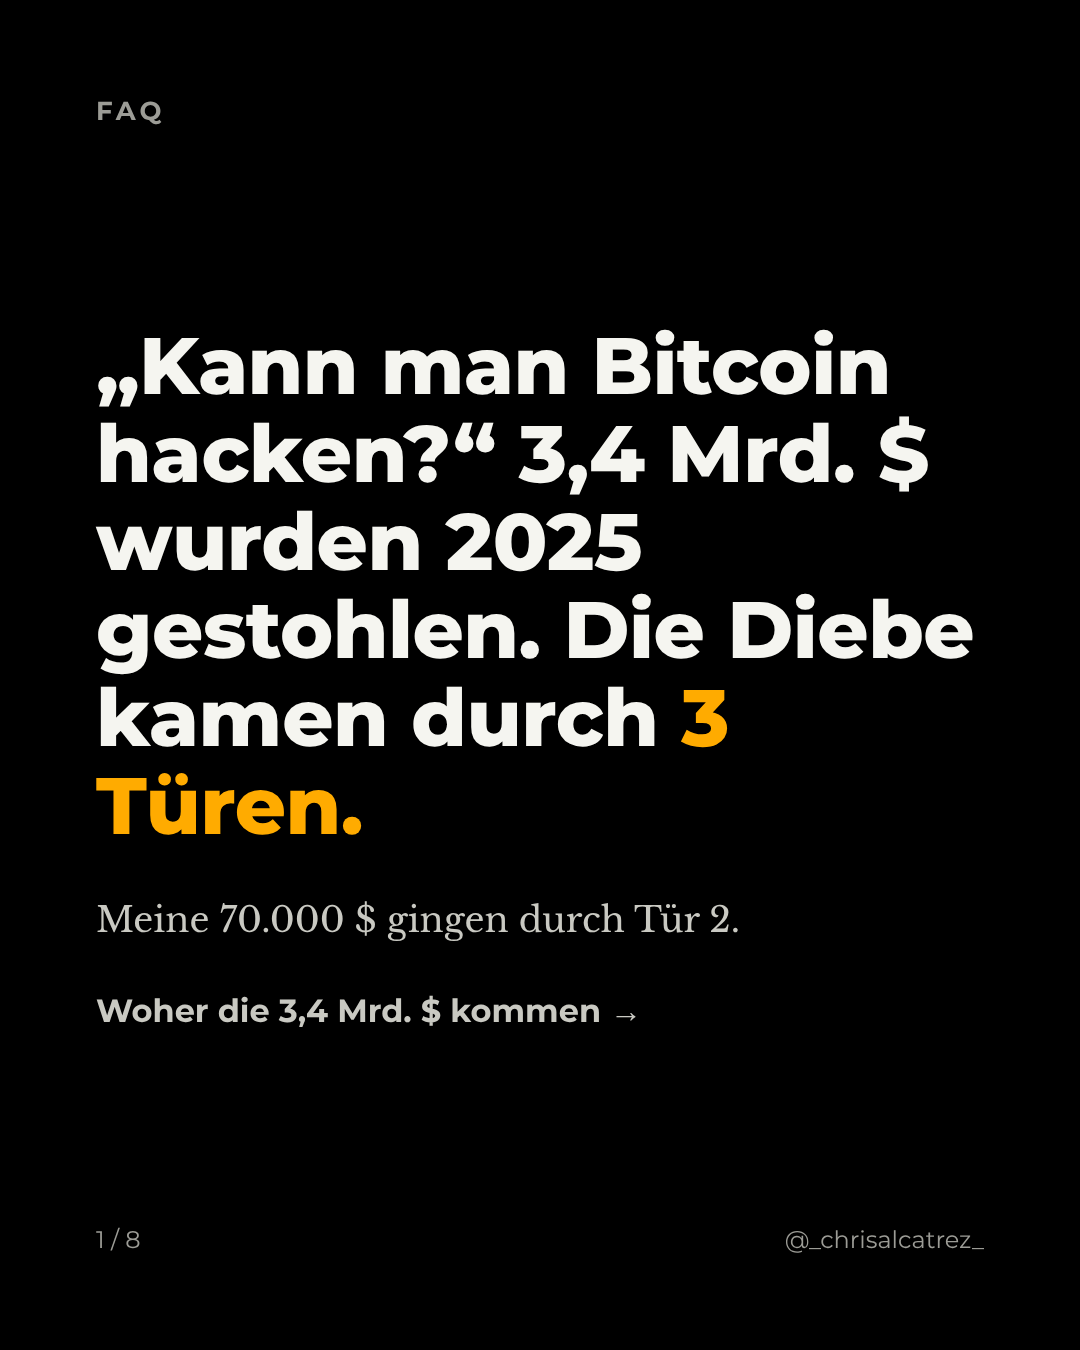 FAQ
„Kann man Bitcoin
hacken?“ 3,4 Mrd. $
wurden 2025
gestohlen. Die Diebe
kamen durch 3
Türen.
Meine 70.000 $ gingen durch Tür 2.
Woher die 3,4 Mrd. $ kommen →
1 / 8
@_chrisalcatrez_